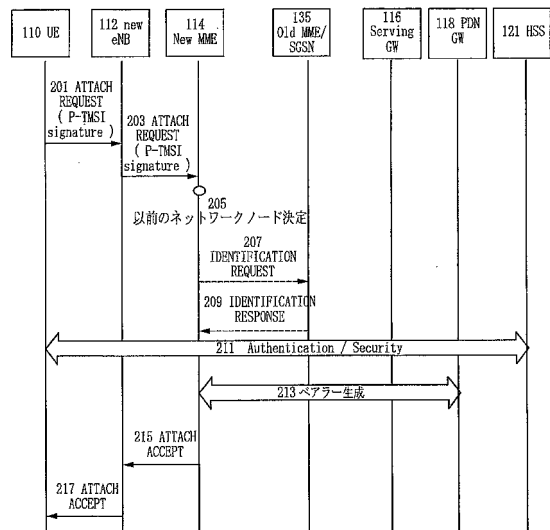 110 UE
112 new
eNB
114
New MME
135
Old MME/
SGSN
116
Serving
GW
118 PDN
GW
121 HSS
201 ATTACH
REQUEST
( P-TMSI
signature )
203 ATTACH
REQUEST
( P-TMSI
signature )
205
以前のネットワークノード決定
207
IDENTIFICATION
REQUEST
209 IDENTIFICATION
RESPONSE
211 Authentication / Security
213 ベアラー生成
215 ATTACH
ACCEPT
217 ATTACH
ACCEPT